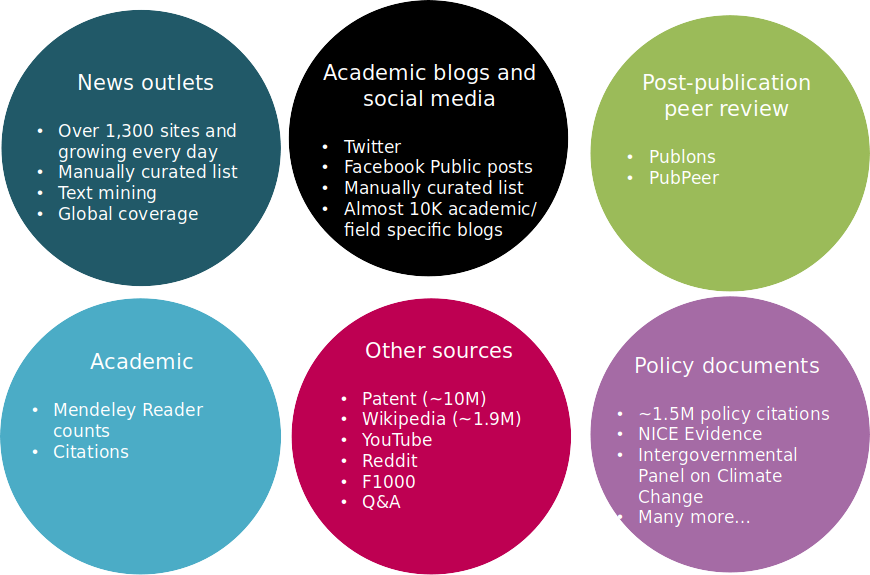 News outlets
• Over 1,300 sites and
growing every day
• Manually curated list
• Text mining
• Global coverage
Academic blogs and
social media
• Twitter
• Facebook Public posts
• Manually curated list
• Almost 10K academic/
field specific blogs
Post-publication
peer review
• Publons
• PubPeer
Academic
• Mendeley Reader
counts
• Citations
Other sources
• Patent (~10M)
• Wikipedia (~1.9M)
• YouTube
• Reddit
• F1000
• Q&A
Policy documents
• ~1.5M policy citations
• NICE Evidence
• Intergovernmental
Panel on Climate
Change
• Many more...